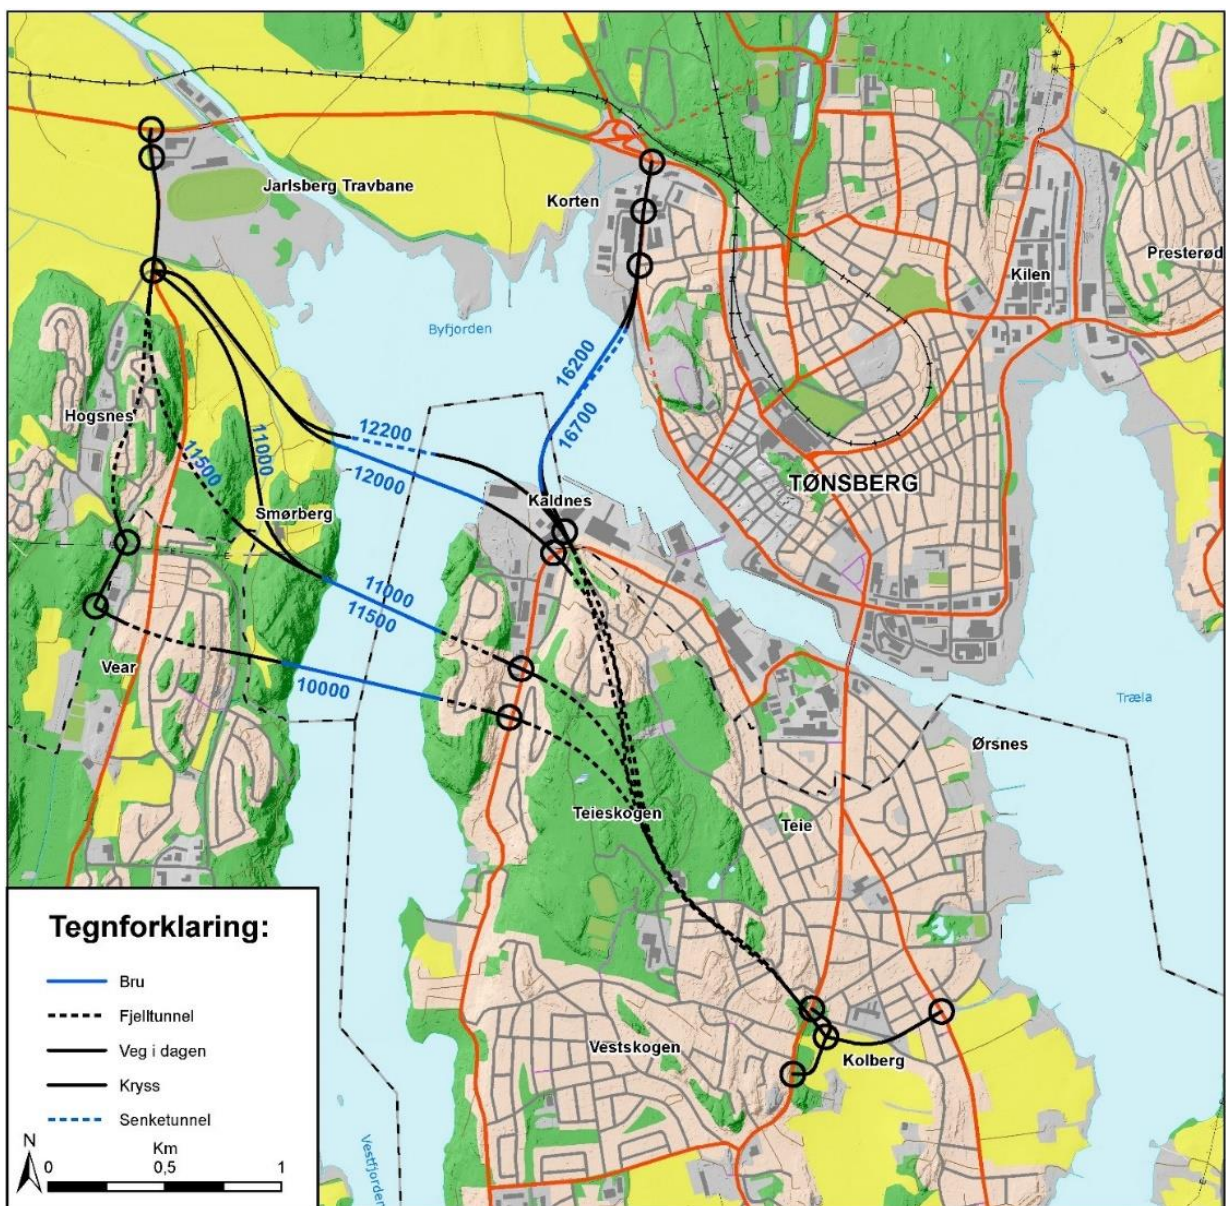 Jarlsberg Travbane
Korten
Presterød
Kilen
Byfjorden
16200
16700
Hogsnes
12200
12000
11000
11500
Smørberg
Kaldnes
TØNSBERG
11000
11500
Vear
10000
Træla
Ørsnes
Teieskogen
Teie
Vestskogen
Kolberg
Vestfjorden
Tegnforklaring:
Bru
Fjelltunnel
Veg i dagen
Kryss
Senketunnel
N
Km
0 0,5 1